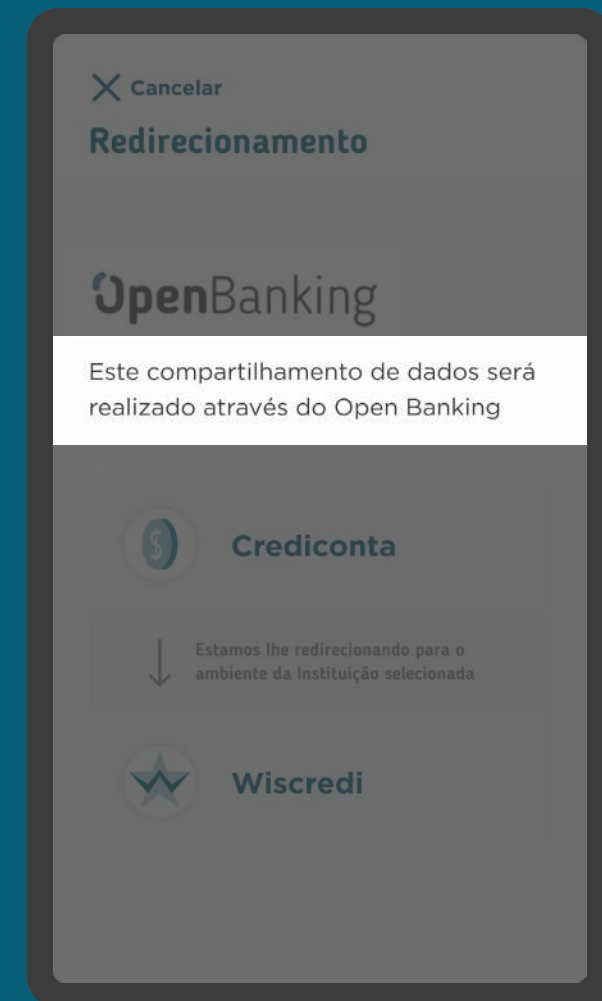 Cancelar
Redirecionamento
OpenBanking
Este compartilhamento de dados será
realizado através do Open Banking
$
Crediconta
Estamos lhe redirecionando para o
ambiente da Instituição selecionada
Wiscredi